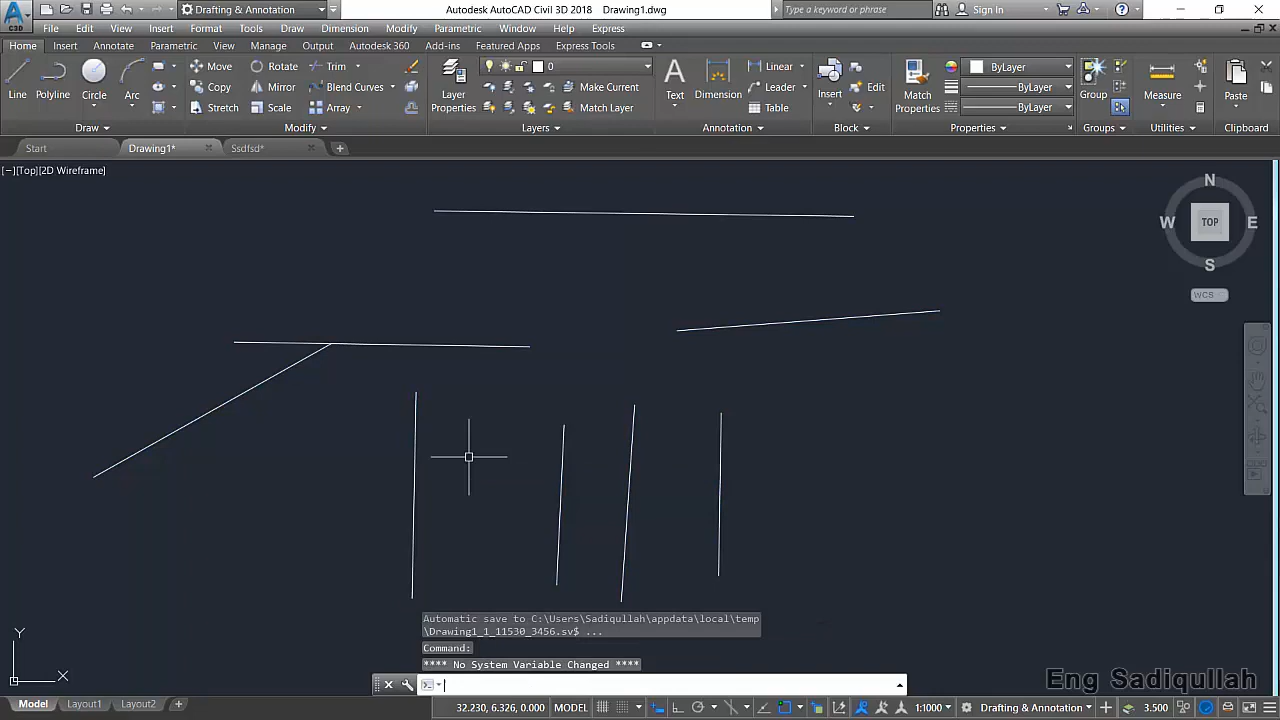 Autodesk AutoCAD Civil 3D 2018 Drawing1.dwg
C3D
Drafting & Annotation
Type a keyword or phrase
Sign In
File Edit View Insert Format Tools Draw Dimension Modify Parametric Window Help Express
Home Insert Annotate Parametric View Manage Output Autodesk 360 Add-ins Featured Apps Express Tools
Line Polyline Circle Arc
Move Rotate Trim
Copy Mirror Blend Curves
Stretch Scale Array
Layer Properties
0
Make Current
Match Layer
Text Dimension
Linear
Leader
Table
Insert
Edit
Match Properties
ByLayer
ByLayer
ByLayer
Group
Measure
Paste
Draw Modify Layers Annotation Block Properties Groups Utilities Clipboard
Start Drawing1* Ssdfsd*
[−][Top][2D Wireframe]
N
W TOP E
S
WCS
Automatic save to C:\Users\Sadiqullah\appdata\local\temp
\Drawing1_1_11530_3456.sv$ ...
Command:
**** No System Variable Changed ****
Y
X
Eng Sadiqullah
Model Layout1 Layout2
32.230, 6.326, 0.000 MODEL 1:1000 Drafting & Annotation 3.500